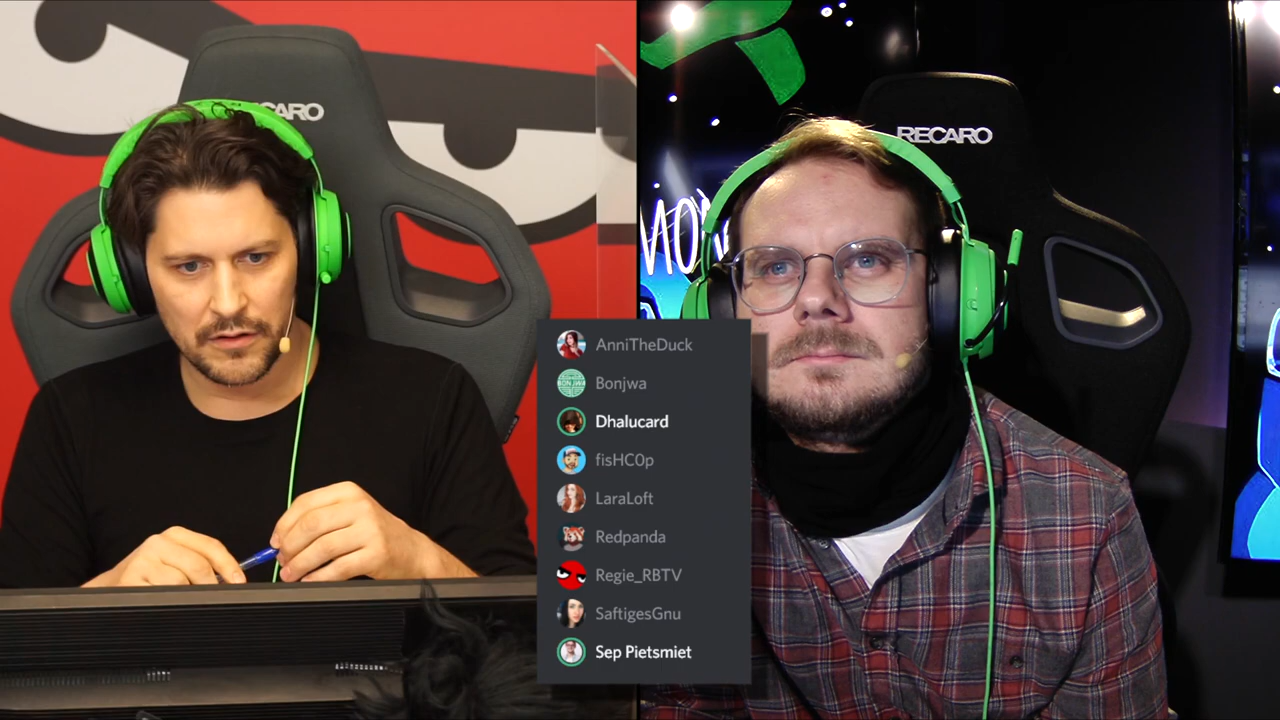 RECARO
RECARO
AnniTheDuck
Bonjwa
Dhalucard
fisHC0p
LaraLoft
Redpanda
Regie_RBTV
SaftigesGnu
Sep Pietsmiet